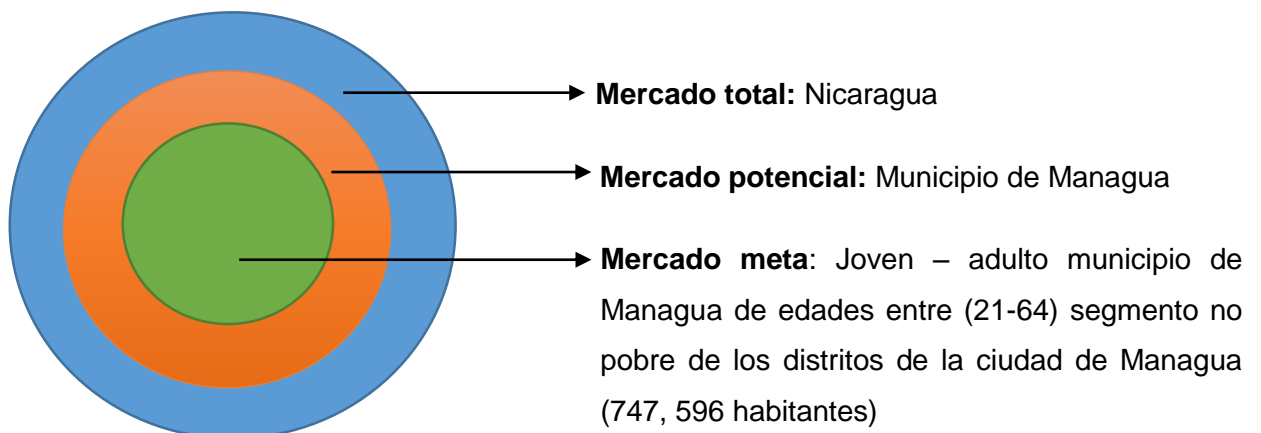 Mercado total: Nicaragua
Mercado potencial: Municipio de Managua
Mercado meta: Joven – adulto municipio de
Managua de edades entre (21-64) segmento no
pobre de los distritos de la ciudad de Managua
(747, 596 habitantes)